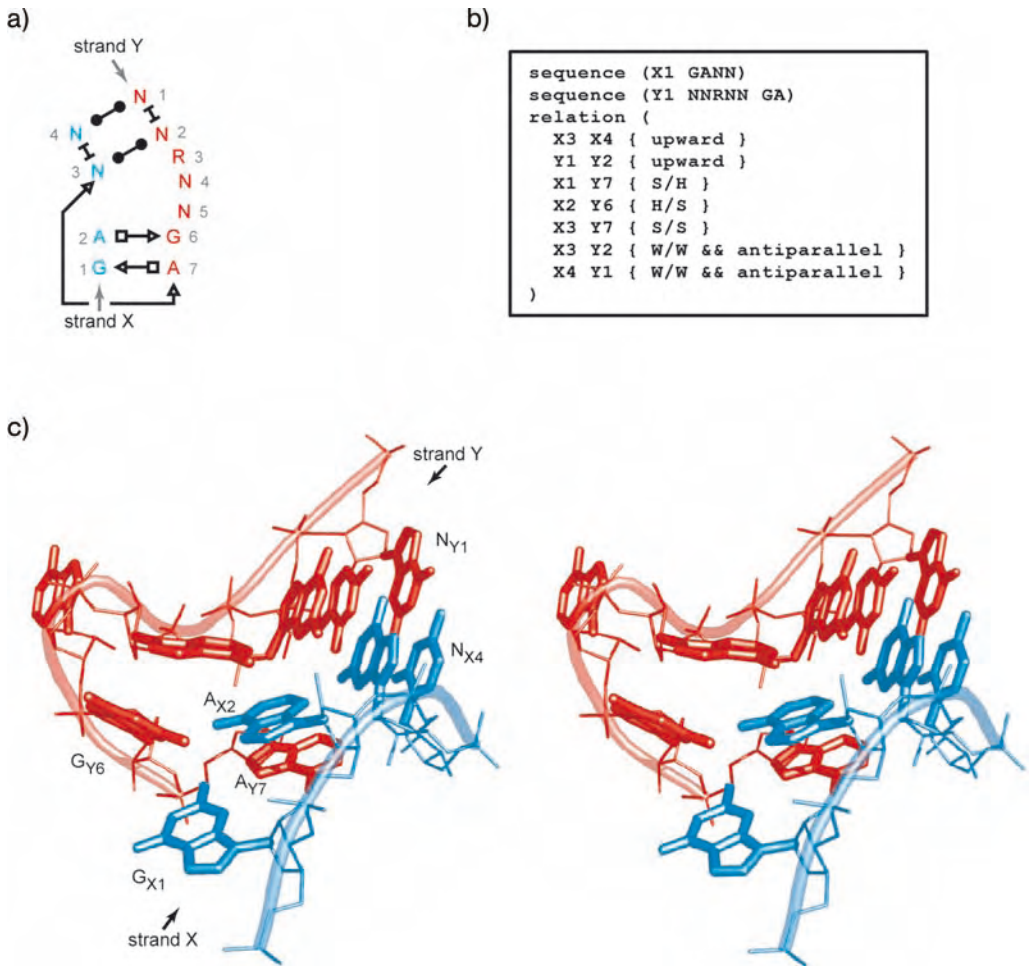 a)
strand Y
N 1
4 N
N 2
3 N
R 3
N 4
N 5
2 A G 6
1 G A 7
strand X
b)
sequence (X1 GANN)
sequence (Y1 NNRNN GA)
relation (
X3 X4 { upward }
Y1 Y2 { upward }
X1 Y7 { S/H }
X2 Y6 { H/S }
X3 Y7 { S/S }
X3 Y2 { W/W && antiparallel }
X4 Y1 { W/W && antiparallel }
)
c)
strand Y
NY1
NX4
AX2
GY6
AY7
GX1
strand X